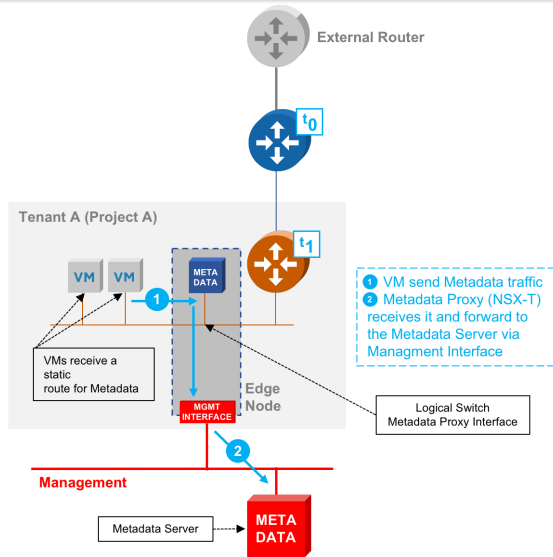 External Router
t0
Tenant A (Project A)
t1
VM
VM
META
DATA
1
1 VM send Metadata traffic
2 Metadata Proxy (NSX-T)
receives it and forward to
the Metadata Server via
Managment Interface
VMs receive a
static
route for Metadata
Edge
Node
MGMT
INTERFACE
Logical Switch
Metadata Proxy Interface
2
Management
Metadata Server
META
DATA